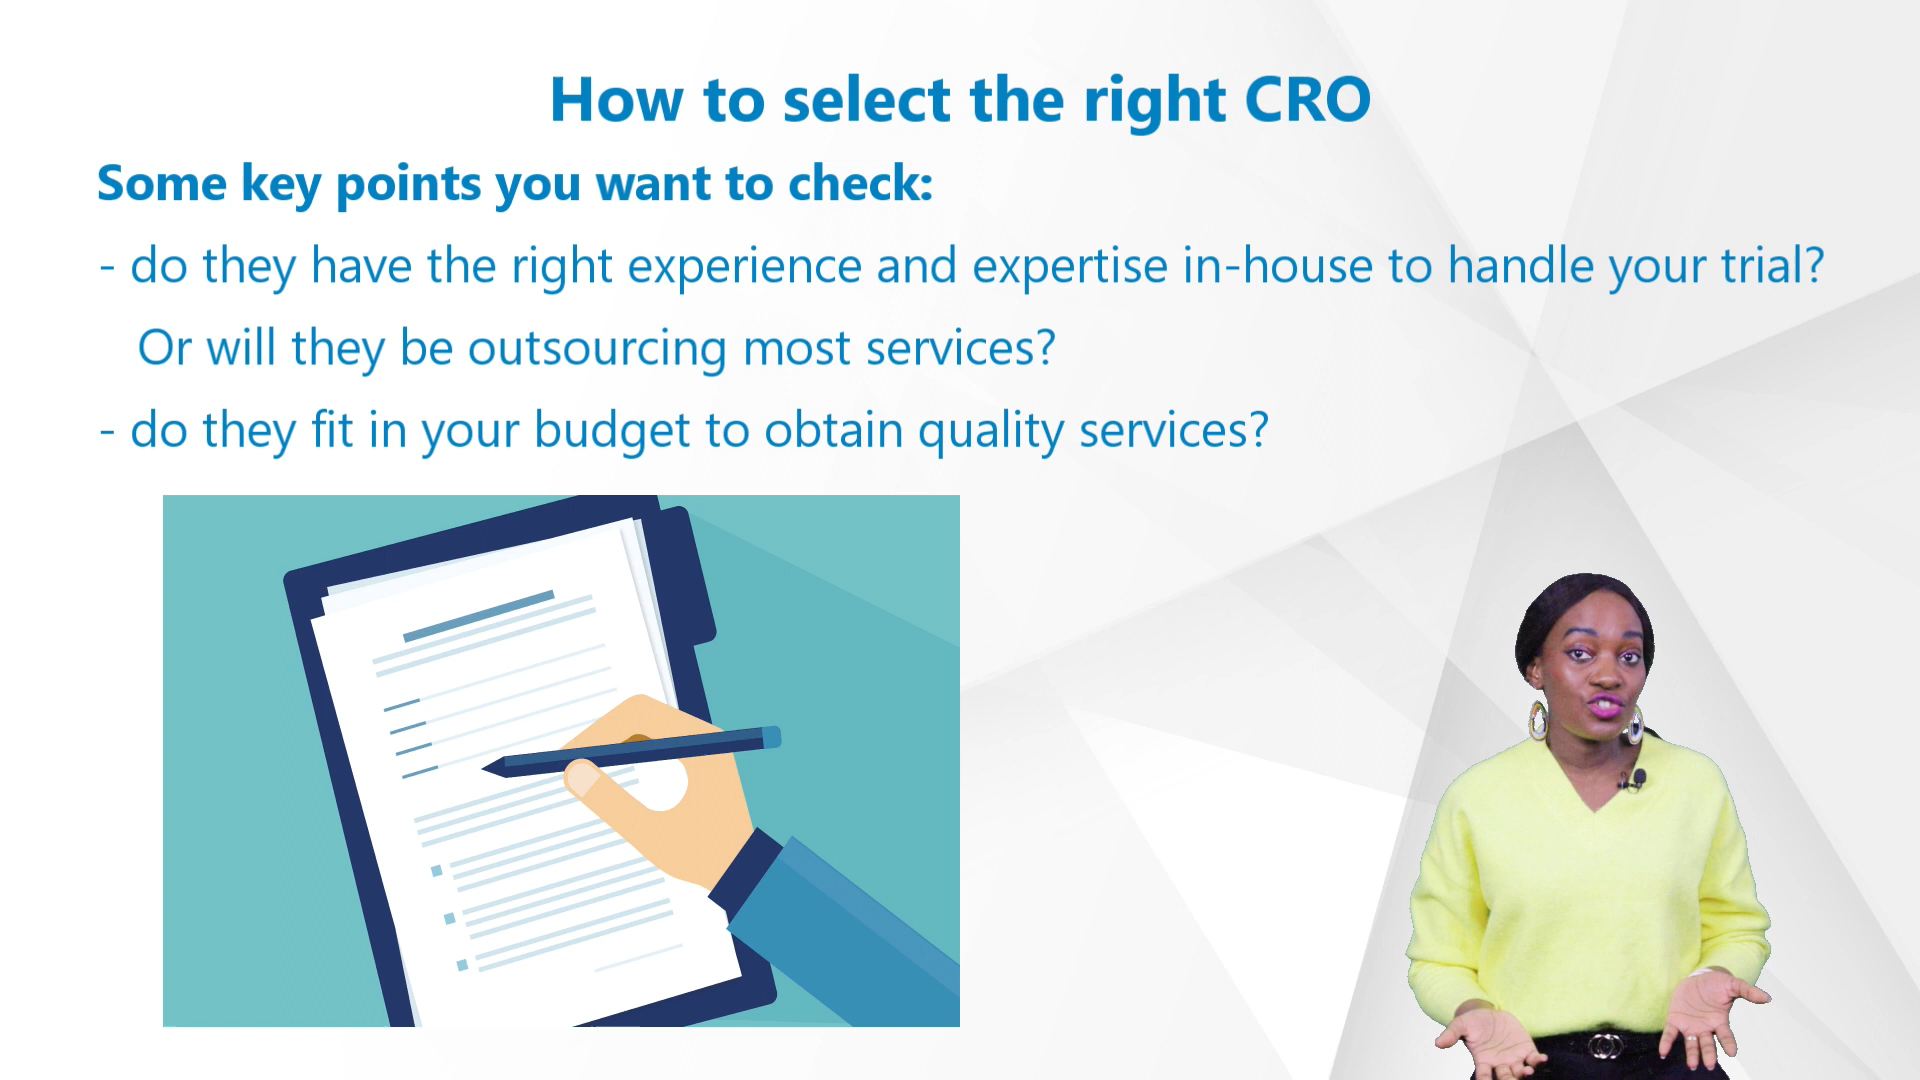 How to select the right CRO
Some key points you want to check:
- do they have the right experience and expertise in-house to handle your trial?
Or will they be outsourcing most services?
- do they fit in your budget to obtain quality services?